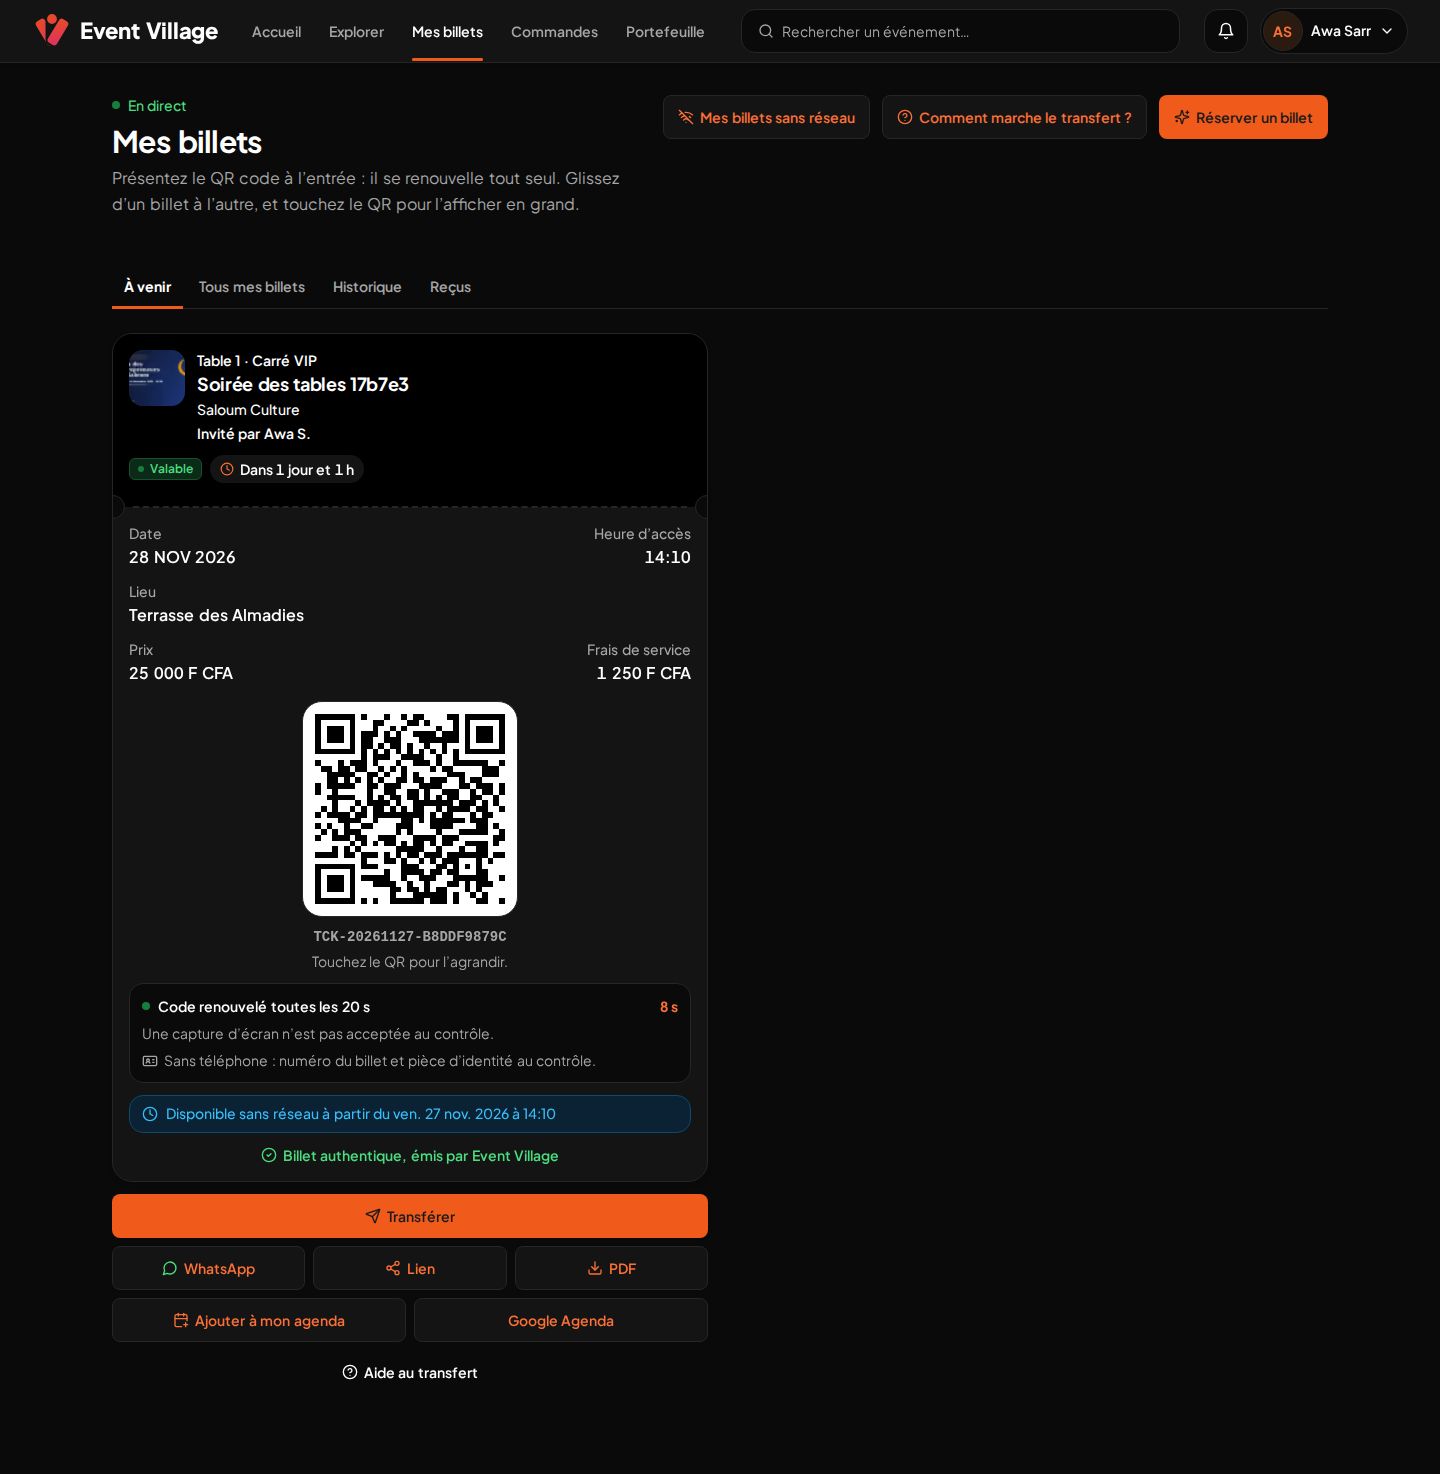 Event Village
Accueil
Explorer
Mes billets
Commandes
Portefeuille
Rechercher un événement…
AS
Awa Sarr
En direct
Mes billets
Présentez le QR code à l’entrée : il se renouvelle tout seul. Glissez
d’un billet à l’autre, et touchez le QR pour l’afficher en grand.
Mes billets sans réseau
Comment marche le transfert ?
Réserver un billet
À venir
Tous mes billets
Historique
Reçus
Table 1 · Carré VIP
Soirée des tables 17b7e3
Saloum Culture
Invité par Awa S.
Valable
Dans 1 jour et 1 h
Date
Heure d’accès
28 NOV 2026
14:10
Lieu
Terrasse des Almadies
Prix
Frais de service
25 000 F CFA
1 250 F CFA
TCK-20261127-B8DDF9879C
Touchez le QR pour l’agrandir.
Code renouvelé toutes les 20 s
8 s
Une capture d’écran n’est pas acceptée au contrôle.
Sans téléphone : numéro du billet et pièce d’identité au contrôle.
Disponible sans réseau à partir du ven. 27 nov. 2026 à 14:10
Billet authentique, émis par Event Village
Transférer
WhatsApp
Lien
PDF
Ajouter à mon agenda
Google Agenda
Aide au transfert